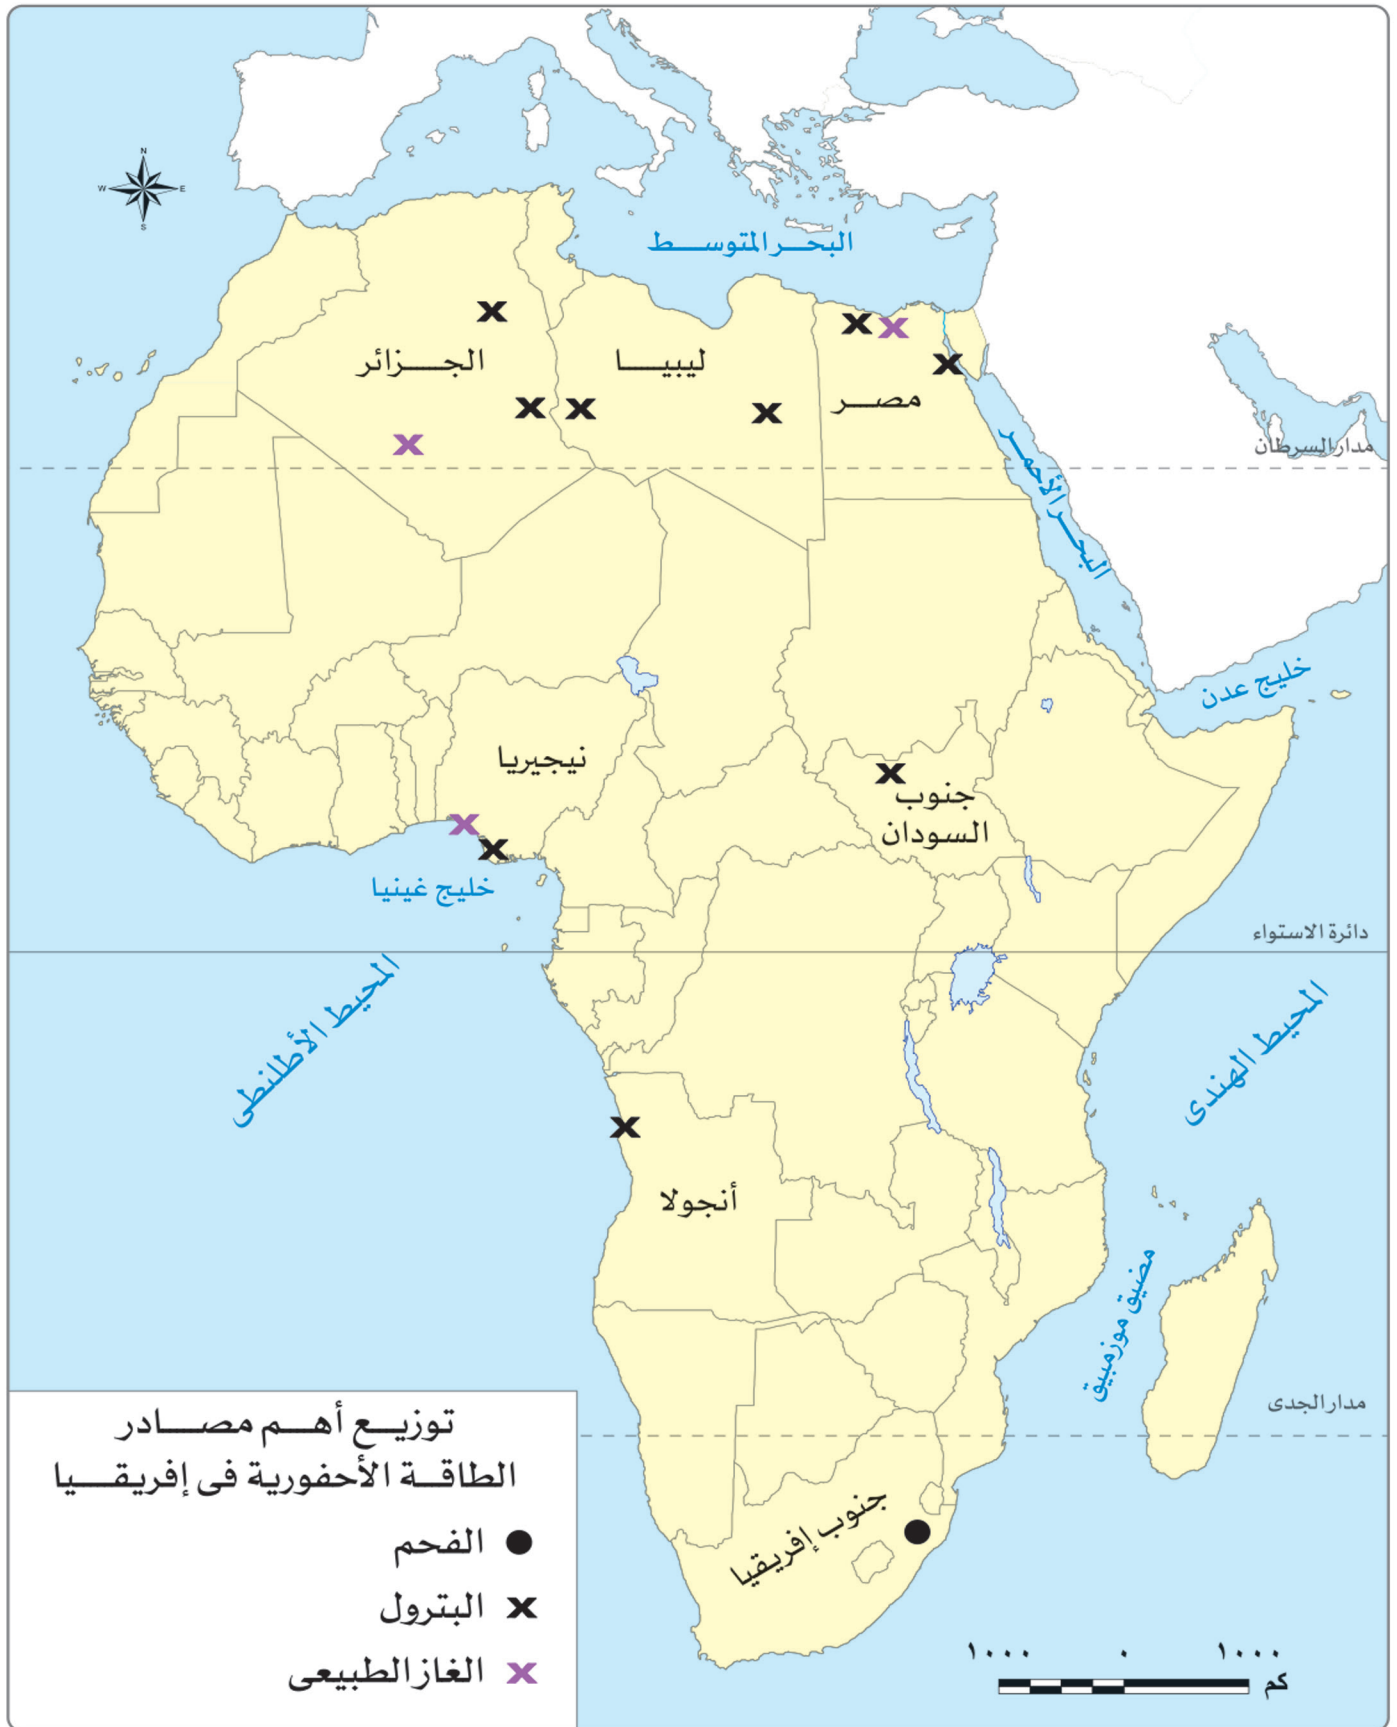 N
W
E
S
البحر المتوسط
الجزائر
ليبيا
مصر
مدار السرطان
البحر الأحمر
خليج عدن
نيجيريا
جنوب
السودان
خليج غينيا
دائرة الاستواء
المحيط الأطلنطى
المحيط الهندى
أنجولا
مضيق موزمبيق
مدار الجدى
جنوب إفريقيا
توزيع أهم مصادر
الطاقة الأحفورية فى إفريقيا
الفحم
البترول
الغاز الطبيعى
١٠٠٠ ٠ ١٠٠٠
كم